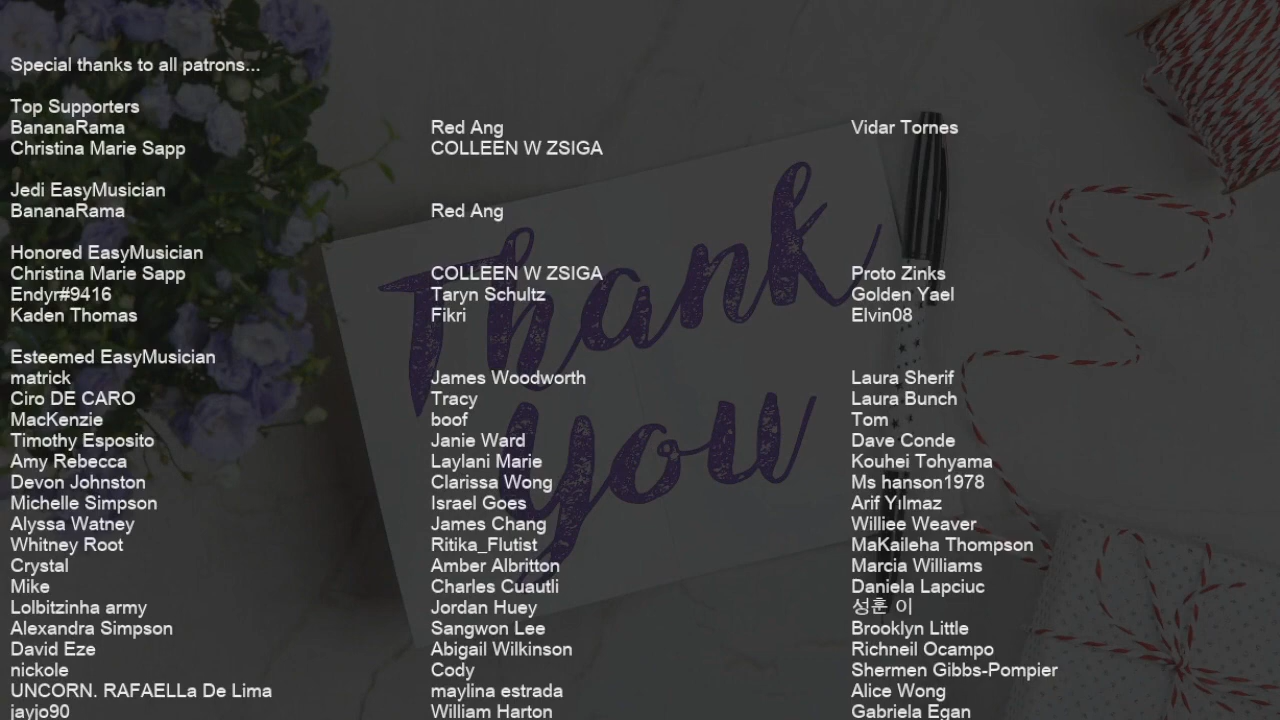 Special thanks to all patrons...
Top Supporters
BananaRama Red Ang Vidar Tornes
Christina Marie Sapp COLLEEN W ZSIGA
Jedi EasyMusician
BananaRama Red Ang
Honored EasyMusician
Christina Marie Sapp COLLEEN W ZSIGA Proto Zinks
Endyr#9416 Taryn Schultz Golden Yael
Kaden Thomas Fikri Elvin08
Esteemed EasyMusician
matrick James Woodworth Laura Sherif
Ciro DE CARO Tracy Laura Bunch
MacKenzie boof Tom
Timothy Esposito Janie Ward Dave Conde
Amy Rebecca Laylani Marie Kouhei Tohyama
Devon Johnston Clarissa Wong Ms hanson1978
Michelle Simpson Israel Goes Arif Yılmaz
Alyssa Watney James Chang Williee Weaver
Whitney Root Ritika_Flutist MaKaileha Thompson
Crystal Amber Albritton Marcia Williams
Mike Charles Cuautli Daniela Lapciuc
Lolbitzinha army Jordan Huey 성훈 이
Alexandra Simpson Sangwon Lee Brooklyn Little
David Eze Abigail Wilkinson Richneil Ocampo
nickole Cody Shermen Gibbs-Pompier
UNCORN. RAFAELLa De Lima maylina estrada Alice Wong
jayjo90 William Harton Gabriela Egan
Thank
you